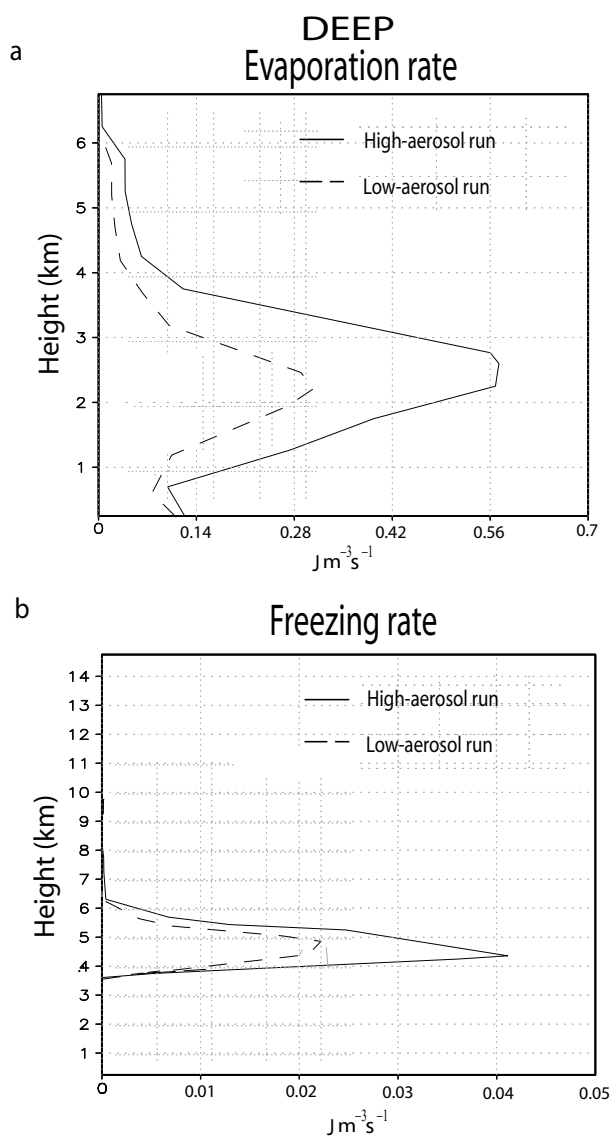 DEEP
a
Evaporation rate
High-aerosol run
Low-aerosol run
Height (km)
6
5
4
3
2
1
0 0.14 0.28 0.42 0.56 0.7
J m⁻³s⁻¹
b
Freezing rate
High-aerosol run
Low-aerosol run
Height (km)
14
13
12
11
10
9
8
7
6
5
4
3
2
1
0 0.01 0.02 0.03 0.04 0.05
J m⁻³s⁻¹